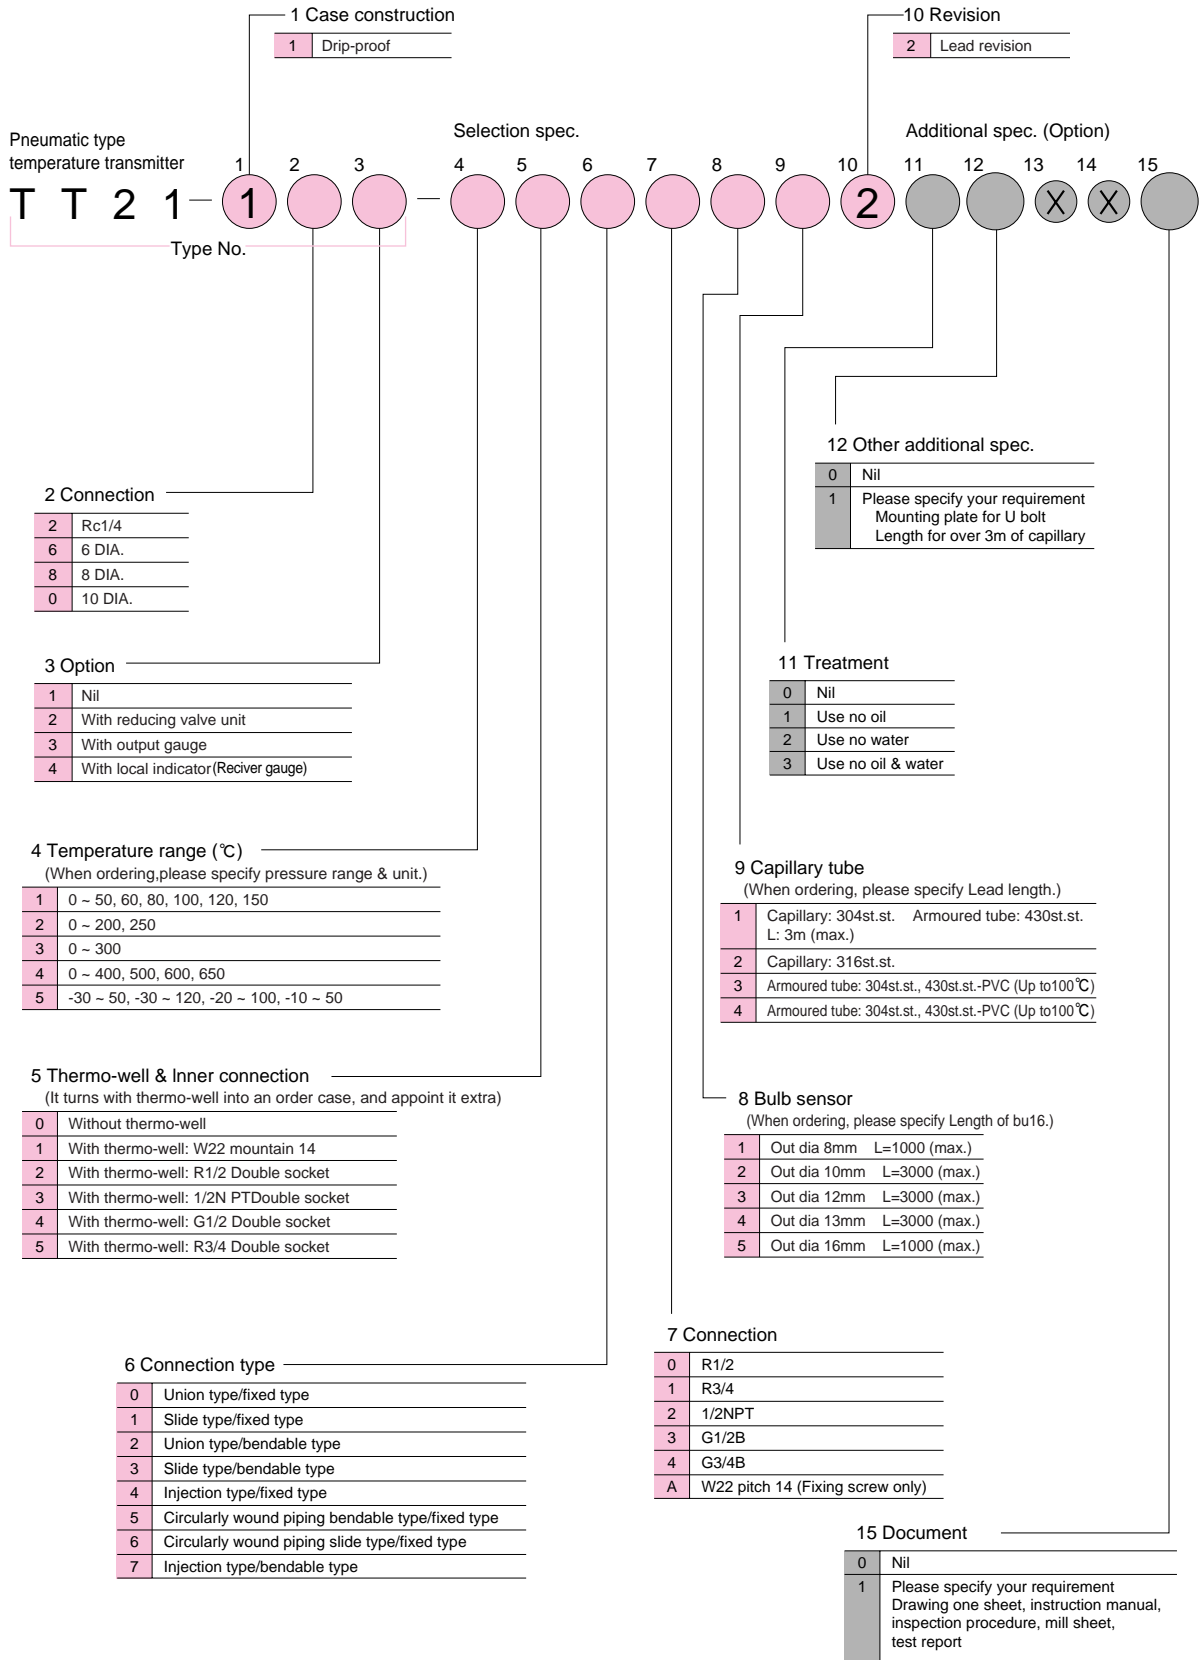 1 Case construction
1 Drip-proof
10 Revision
2 Lead revision
Pneumatic type
temperature transmitter
Selection spec.
Additional spec. (Option)
1 2 3 4 5 6 7 8 9 10 11 12 13 14 15
T T 2 1 - 1 - 2 X X
Type No.
12 Other additional spec.
0 Nil
1 Please specify your requirement
Mounting plate for U bolt
Length for over 3m of capillary
2 Connection
2 Rc1/4
6 6 DIA.
8 8 DIA.
0 10 DIA.
3 Option
1 Nil
2 With reducing valve unit
3 With output gauge
4 With local indicator(Reciver gauge)
11 Treatment
0 Nil
1 Use no oil
2 Use no water
3 Use no oil & water
4 Temperature range (℃)
(When ordering,please specify pressure range & unit.)
1 0 ~ 50, 60, 80, 100, 120, 150
2 0 ~ 200, 250
3 0 ~ 300
4 0 ~ 400, 500, 600, 650
5 -30 ~ 50, -30 ~ 120, -20 ~ 100, -10 ~ 50
9 Capillary tube
(When ordering, please specify Lead length.)
1 Capillary: 304st.st. Armoured tube: 430st.st.
L: 3m (max.)
2 Capillary: 316st.st.
3 Armoured tube: 304st.st., 430st.st.-PVC (Up to100℃)
4 Armoured tube: 304st.st., 430st.st.-PVC (Up to100℃)
5 Thermo-well & Inner connection
(It turns with thermo-well into an order case, and appoint it extra)
0 Without thermo-well
1 With thermo-well: W22 mountain 14
2 With thermo-well: R1/2 Double socket
3 With thermo-well: 1/2N PTDouble socket
4 With thermo-well: G1/2 Double socket
5 With thermo-well: R3/4 Double socket
8 Bulb sensor
(When ordering, please specify Length of bu16.)
1 Out dia 8mm L=1000 (max.)
2 Out dia 10mm L=3000 (max.)
3 Out dia 12mm L=3000 (max.)
4 Out dia 13mm L=3000 (max.)
5 Out dia 16mm L=1000 (max.)
6 Connection type
0 Union type/fixed type
1 Slide type/fixed type
2 Union type/bendable type
3 Slide type/bendable type
4 Injection type/fixed type
5 Circularly wound piping bendable type/fixed type
6 Circularly wound piping slide type/fixed type
7 Injection type/bendable type
7 Connection
0 R1/2
1 R3/4
2 1/2NPT
3 G1/2B
4 G3/4B
A W22 pitch 14 (Fixing screw only)
15 Document
0 Nil
1 Please specify your requirement
Drawing one sheet, instruction manual,
inspection procedure, mill sheet,
test report